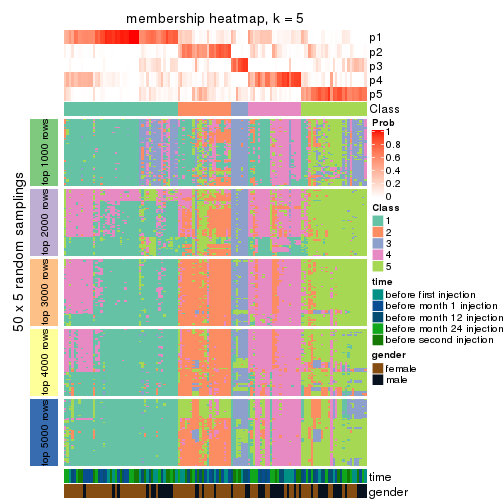 membership heatmap, k = 5
p1
p2
p3
p4
p5
Class
50 x 5 random samplings
top 1000 rows
top 2000 rows
top 3000 rows
top 4000 rows
top 5000 rows
time
gender
Prob
1
0.8
0.6
0.4
0.2
0
Class
1
2
3
4
5
time
before first injection
before month 1 injection
before month 12 injection
before month 24 injection
before second injection
gender
female
male